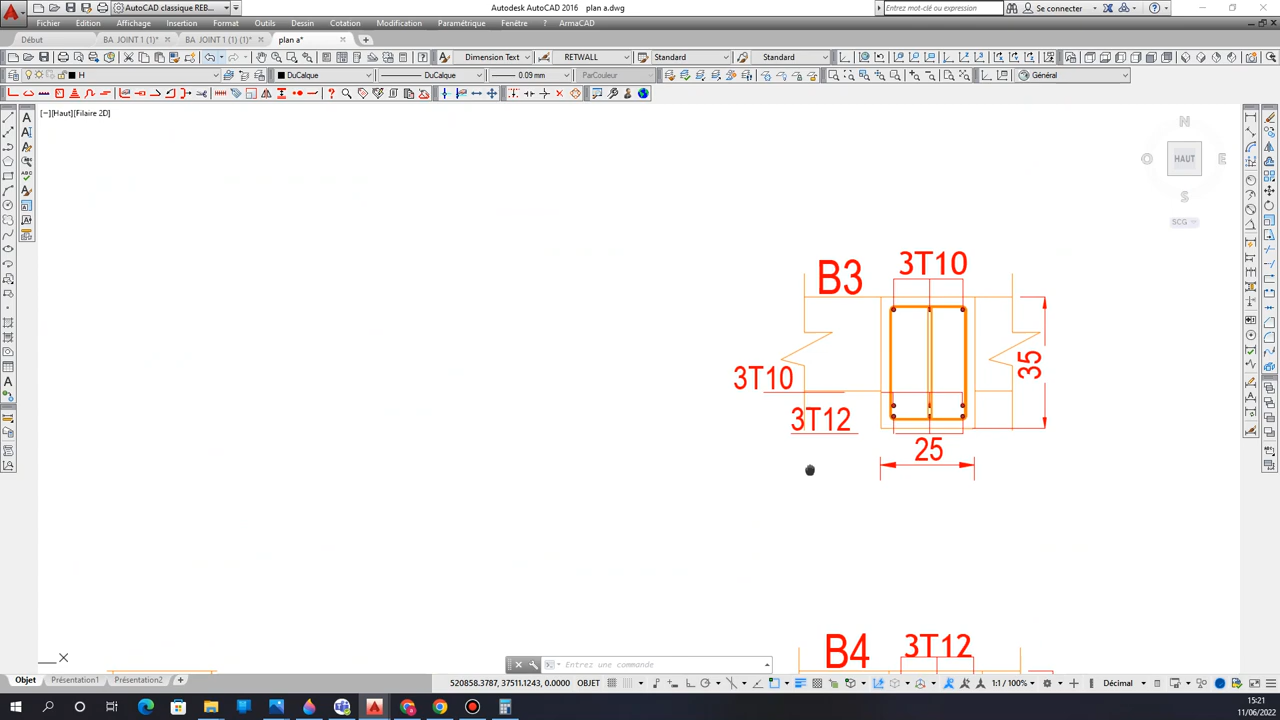 AutoCAD classique REB...
Autodesk AutoCAD 2016 plan a.dwg
Entrez mot-clé ou expression
Se connecter
Fichier Edition Affichage Insertion Format Outils Dessin Cotation Modification Paramétrique Fenêtre ? ArmaCAD
Début BA_JOINT 1 (1)* BA_JOINT 1 (1) (1)* plan a*
Dimension Text RETWALL Standard Standard
H DuCalque DuCalque 0.09 mm ParCouleur Général
[−][Haut][Filaire 2D]
N
O HAUT E
S
SCG
B3 3T10
35
3T10
3T12
25
B4 3T12
Entrez une commande
Objet Présentation1 Présentation2 +
520858.3787, 37511.1243, 0.0000 OBJET 1:1 / 100% Décimal
15:21
11/06/2022